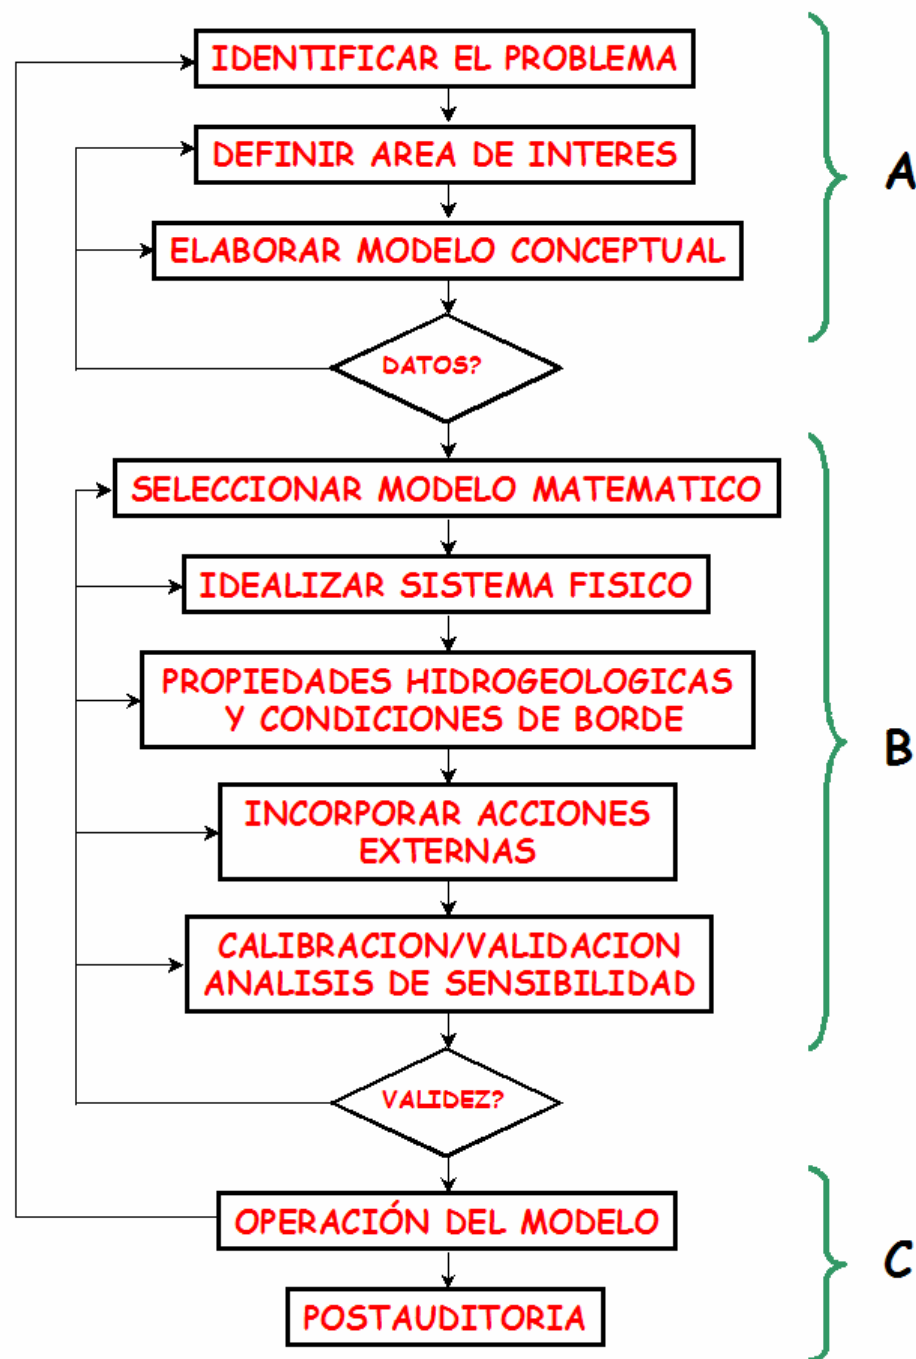 IDENTIFICAR EL PROBLEMA
DEFINIR AREA DE INTERES
A
ELABORAR MODELO CONCEPTUAL
DATOS?
SELECCIONAR MODELO MATEMATICO
IDEALIZAR SISTEMA FISICO
PROPIEDADES HIDROGEOLOGICAS
Y CONDICIONES DE BORDE
B
INCORPORAR ACCIONES
EXTERNAS
CALIBRACION/VALIDACION
ANALISIS DE SENSIBILIDAD
VALIDEZ?
OPERACIÓN DEL MODELO
C
POSTAUDITORIA